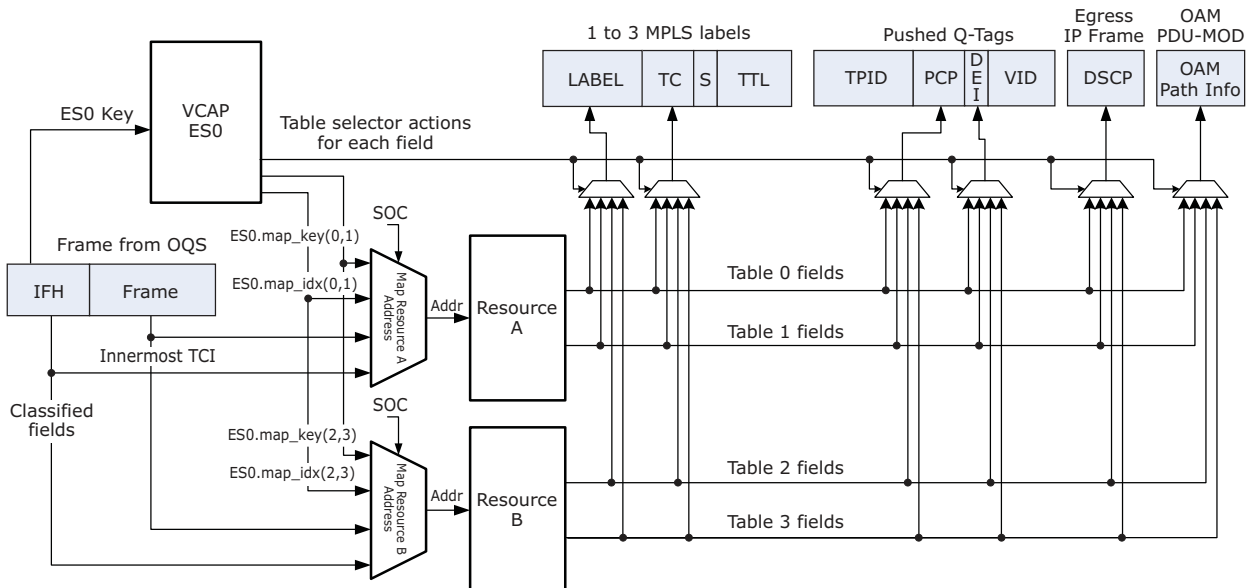 1 to 3 MPLS labels
LABEL
TC
S
TTL
Pushed Q-Tags
TPID
PCP
D
E
I
VID
Egress
IP Frame
DSCP
OAM
PDU-MOD
OAM
Path Info
ES0 Key
VCAP
ES0
Table selector actions
for each field
Frame from OQS
IFH
Frame
SOC
ES0.map_key(0,1)
ES0.map_idx(0,1)
Map Resource A
Address
Addr
Resource
A
Table 0 fields
Table 1 fields
Innermost TCI
Classified
fields
SOC
ES0.map_key(2,3)
ES0.map_idx(2,3)
Map Resource B
Address
Addr
Resource
B
Table 2 fields
Table 3 fields